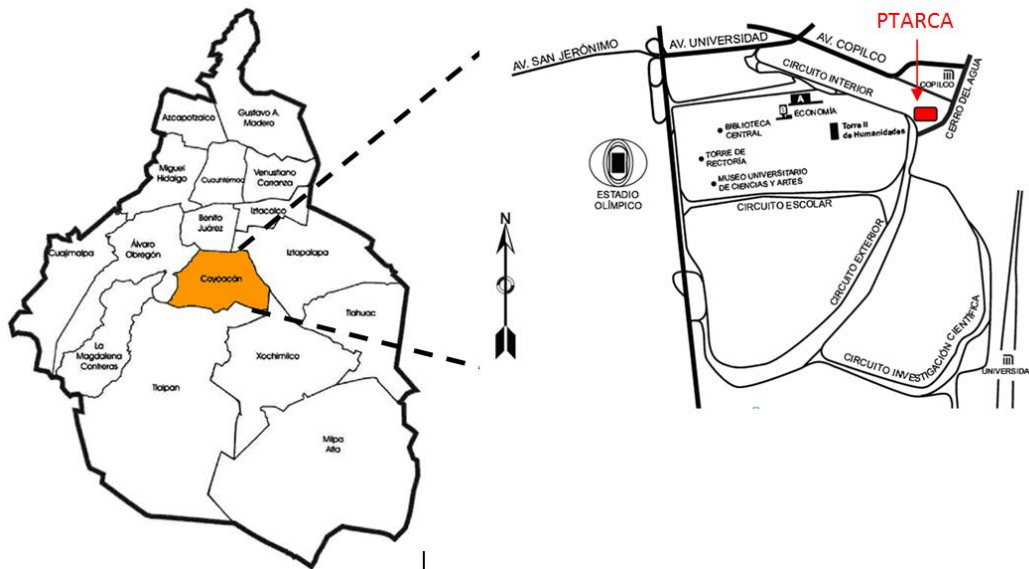 Gustavo A.
Madero
Azcapotzalco
Miguel
Hidalgo
Cuauhtémoc
Venustiano
Carranza
Iztacalco
Benito
Juárez
Cuajimalpa
Álvaro
Obregón
Iztapalapa
Coyoacán
Tlahuac
La
Magdalena
Contreras
Xochimilco
Tlalpan
Milpa
Alta
N
PTARCA
AV. SAN JERÓNIMO
AV. UNIVERSIDAD
AV. COPILCO
CIRCUITO INTERIOR
COPILCO
CERRO DEL AGUA
A
ECONOMÍA
BIBLIOTECA
CENTRAL
Torre II
de Humanidades
TORRE DE
RECTORÍA
MUSEO UNIVERSITARIO
DE CIENCIAS Y ARTES
ESTADIO
OLÍMPICO
CIRCUITO ESCOLAR
CIRCUITO EXTERIOR
CIRCUITO INVESTIGACIÓN CIENTÍFICA
UNIVERSIDA